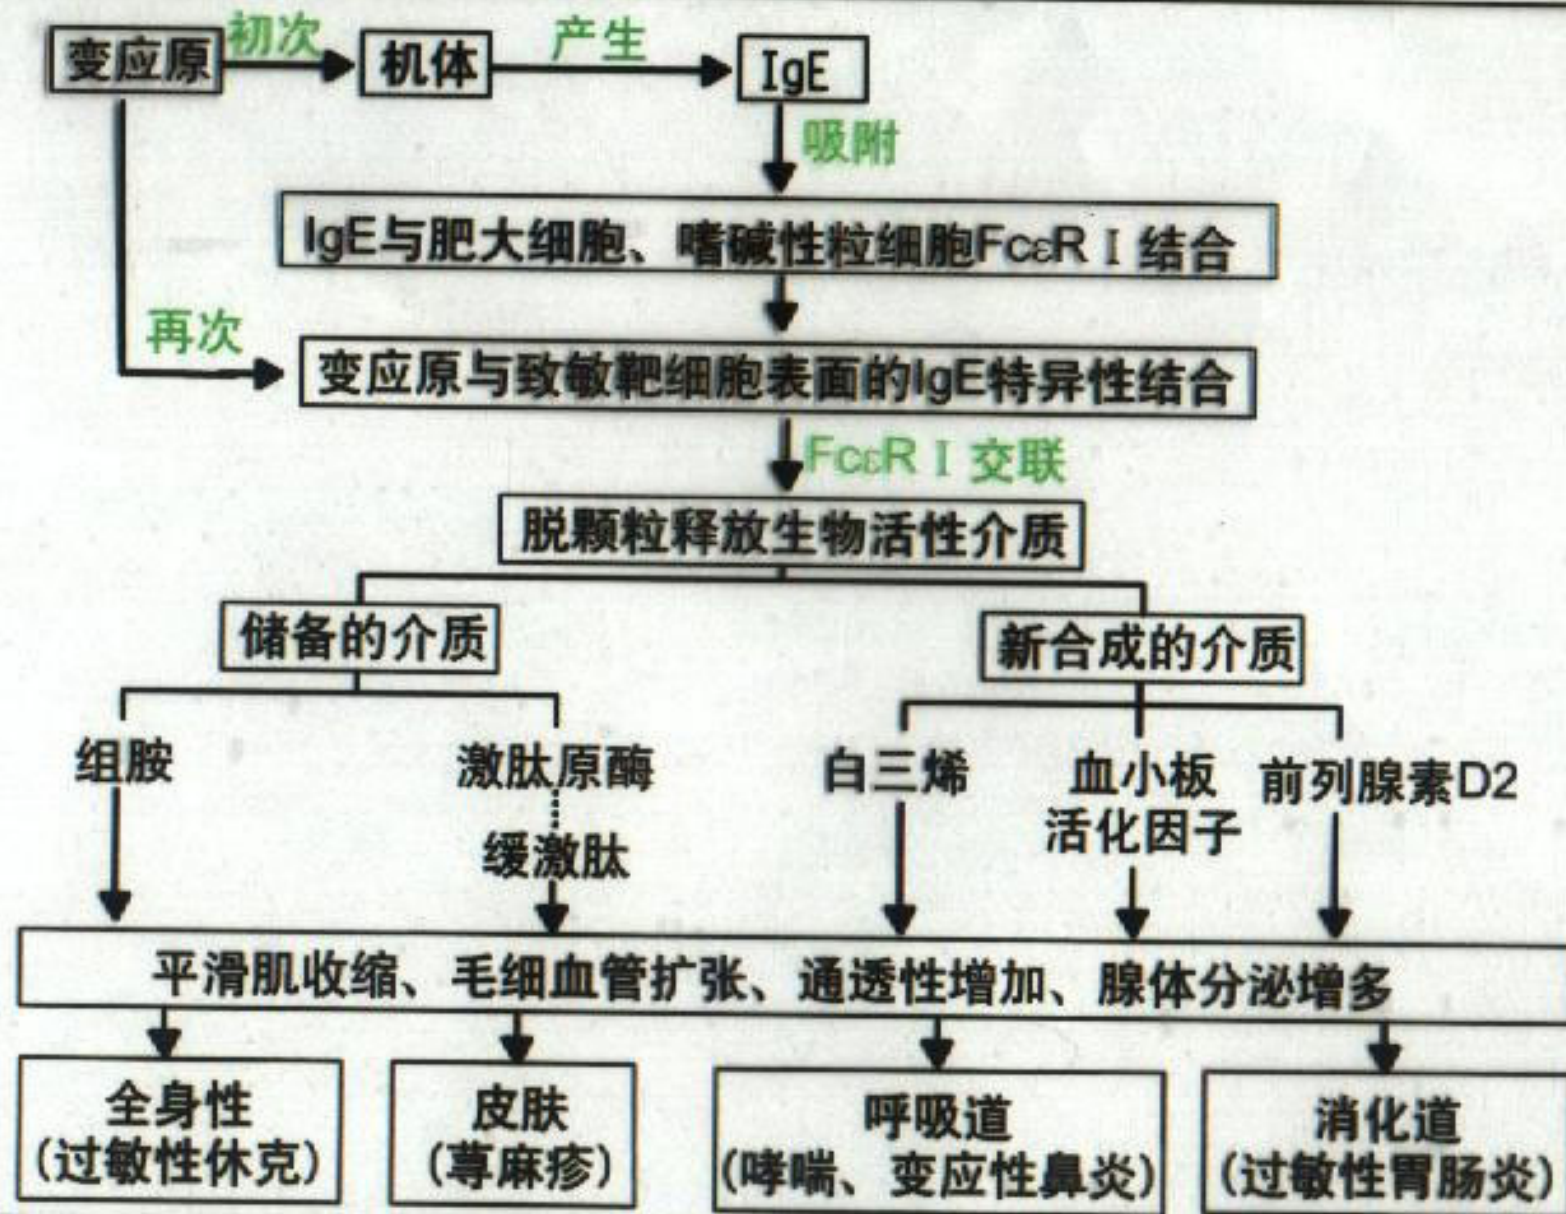 变应原
初次
机体
产生
IgE
吸附
IgE与肥大细胞、嗜碱性粒细胞FcεRⅠ结合
再次
变应原与致敏靶细胞表面的IgE特异性结合
FcεRⅠ交联
脱颗粒释放生物活性介质
储备的介质
新合成的介质
组胺
激肽原酶
缓激肽
白三烯
血小板
活化因子
前列腺素D2
平滑肌收缩、毛细血管扩张、通透性增加、腺体分泌增多
全身性
(过敏性休克)
皮肤
(荨麻疹)
呼吸道
(哮喘、变应性鼻炎)
消化道
(过敏性胃肠炎)